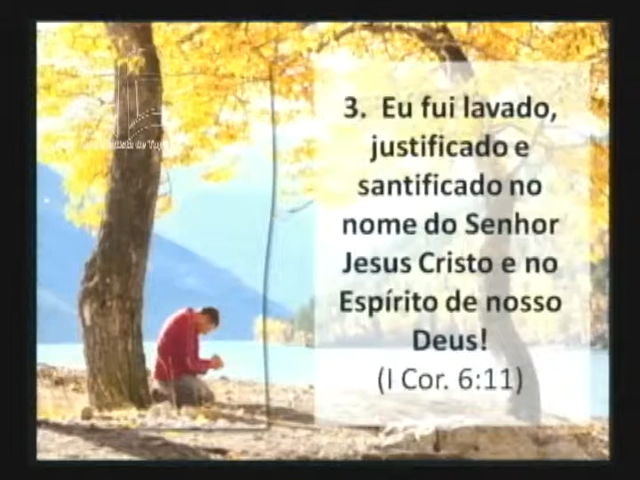 3. Eu fui lavado,
justificado e
santificado no
nome do Senhor
Jesus Cristo e no
Espírito de nosso
Deus!
(I Cor. 6:11)